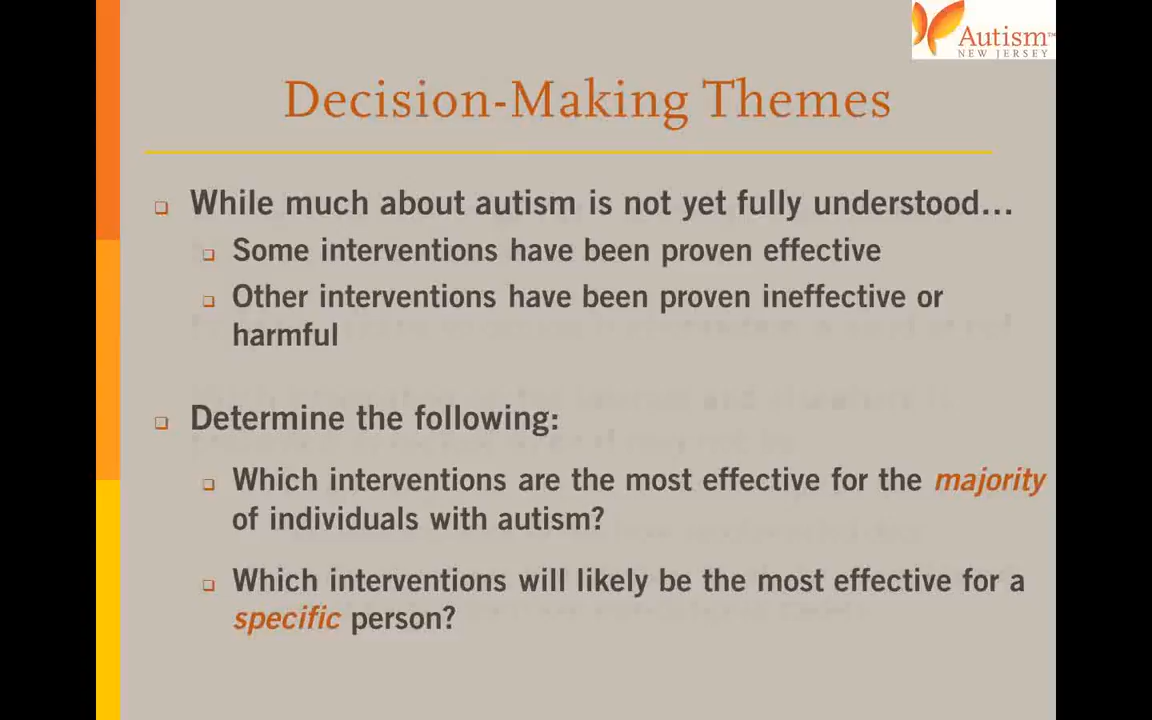 Autism™
NEW JERSEY
Decision-Making Themes
While much about autism is not yet fully understood...
Some interventions have been proven effective
Other interventions have been proven ineffective or
harmful
Determine the following:
Which interventions are the most effective for the majority
of individuals with autism?
Which interventions will likely be the most effective for a
specific person?